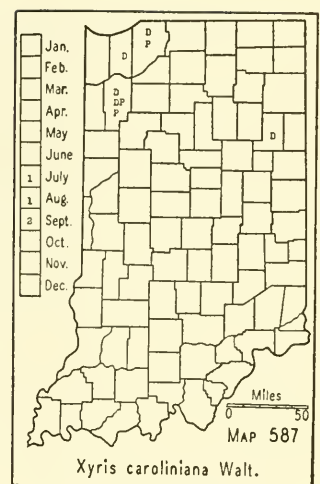 Jan.
Feb.
Mar.
Apr.
May
June
1 July
1 Aug.
2 Sept.
Oct.
Nov.
Dec.
D
P
D
D
DP
P
D
Miles
0 50
MAP 587
Xyris caroliniana Walt.